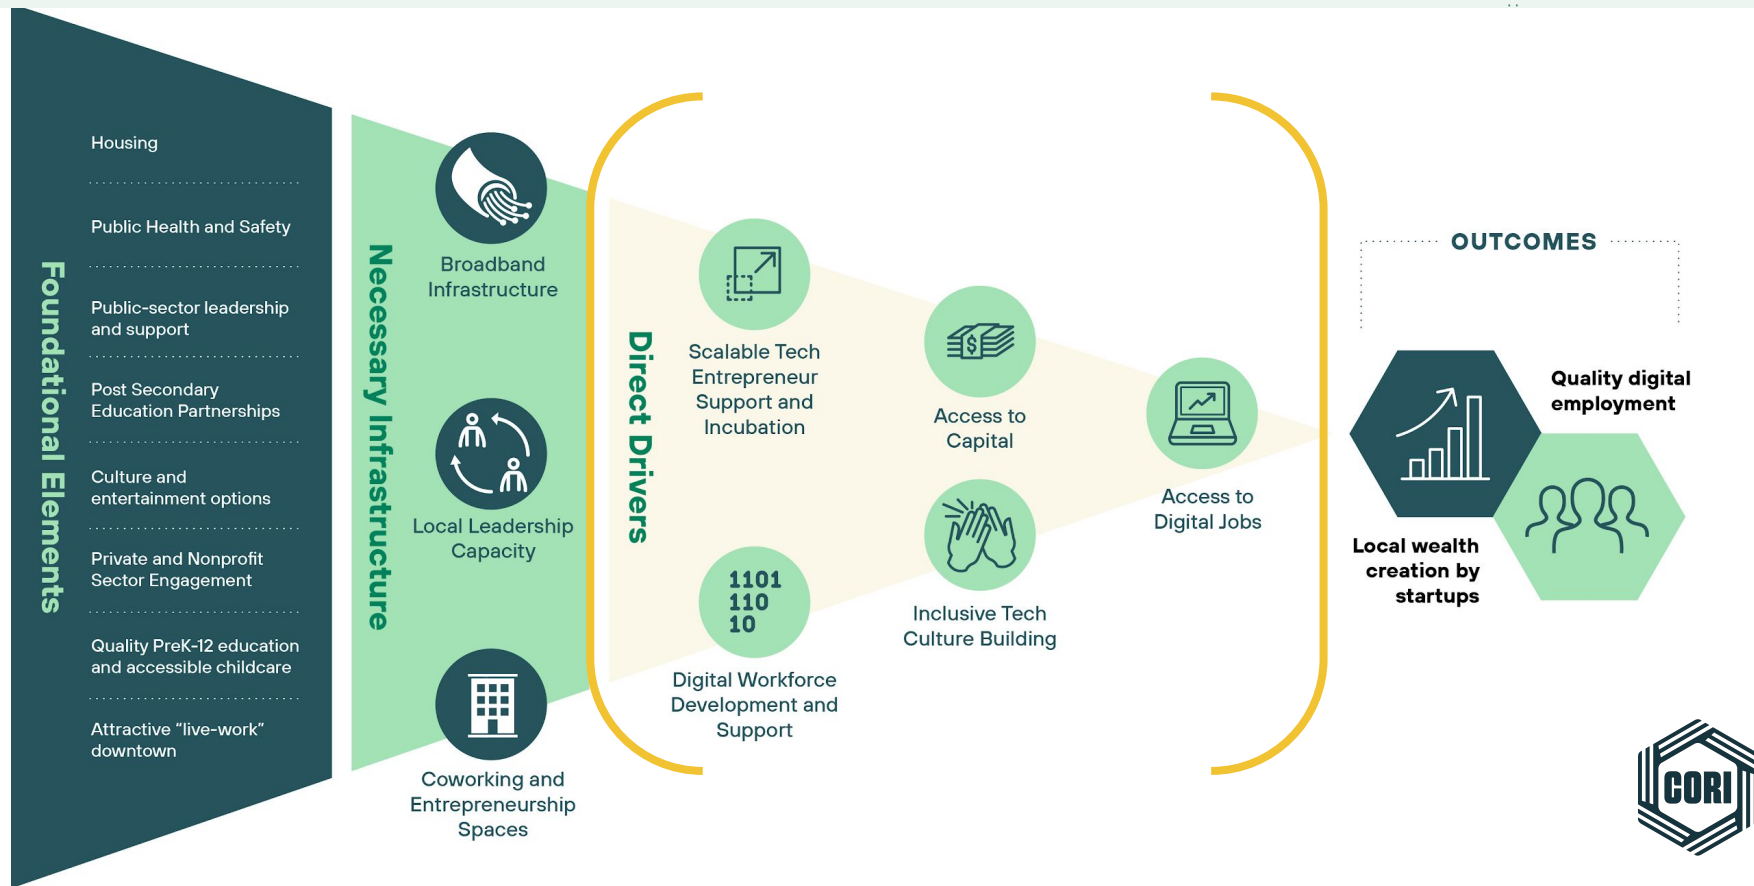 Foundational Elements
Housing
Public Health and Safety
Public-sector leadership
and support
Post Secondary
Education Partnerships
Culture and
entertainment options
Private and Nonprofit
Sector Engagement
Quality PreK-12 education
and accessible childcare
Attractive “live-work”
downtown
Necessary Infrastructure
Broadband
Infrastructure
Local Leadership
Capacity
Coworking and
Entrepreneurship
Spaces
Direct Drivers
Scalable Tech
Entrepreneur
Support and
Incubation
1101
110
10
Digital Workforce
Development and
Support
$
Access to
Capital
Inclusive Tech
Culture Building
Access to
Digital Jobs
OUTCOMES
Quality digital
employment
Local wealth
creation by
startups
CORI